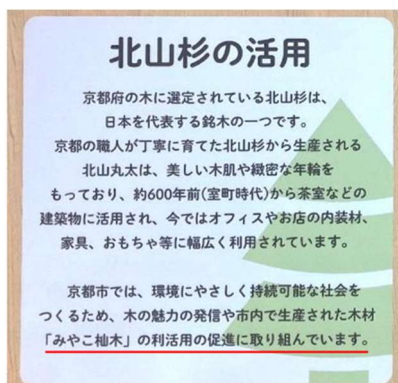 北山杉の活用
京都府の木に選定されている北山杉は、
日本を代表する銘木の一つです。
京都の職人が丁寧に育てた北山杉から生産される
北山丸太は、美しい木肌や緻密な年輪を
もっており、約600年前(室町時代)から茶室などの
建築物に活用され、今ではオフィスやお店の内装材、
家具、おもちゃ等に幅広く利用されています。
京都市では、環境にやさしく持続可能な社会を
つくるため、木の魅力の発信や市内で生産された木材
「みやこ杣木」の利活用の促進に取り組んでいます。